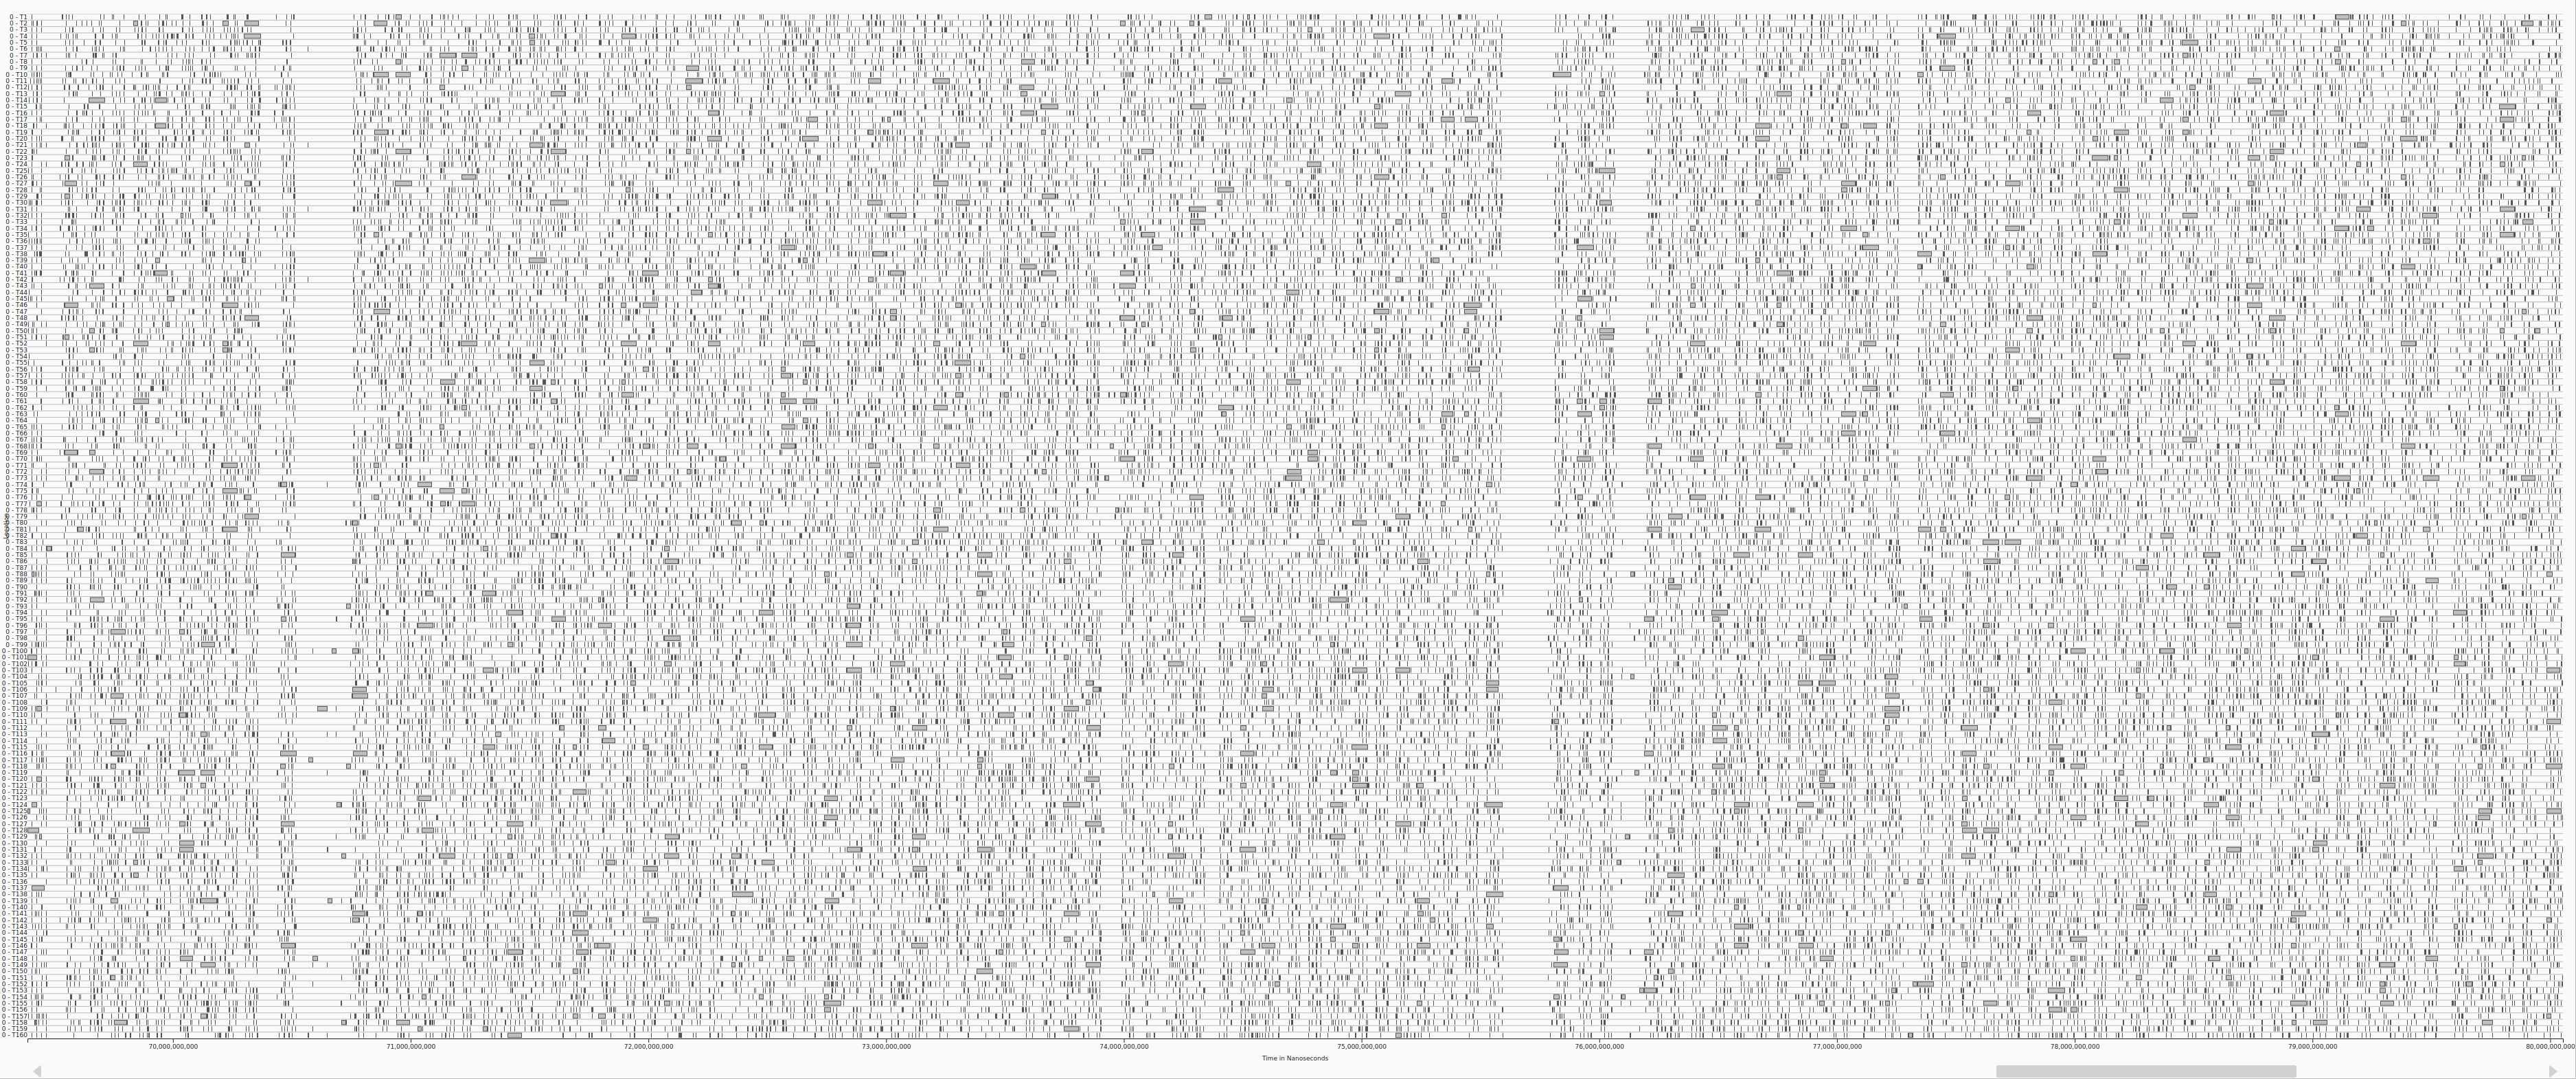 0 - T1
0 - T2
0 - T3
0 - T4
0 - T5
0 - T6
0 - T7
0 - T8
0 - T9
0 - T10
0 - T11
0 - T12
0 - T13
0 - T14
0 - T15
0 - T16
0 - T17
0 - T18
0 - T19
0 - T20
0 - T21
0 - T22
0 - T23
0 - T24
0 - T25
0 - T26
0 - T27
0 - T28
0 - T29
0 - T30
0 - T31
0 - T32
0 - T33
0 - T34
0 - T35
0 - T36
0 - T37
0 - T38
0 - T39
0 - T40
0 - T41
0 - T42
0 - T43
0 - T44
0 - T45
0 - T46
0 - T47
0 - T48
0 - T49
0 - T50
0 - T51
0 - T52
0 - T53
0 - T54
0 - T55
0 - T56
0 - T57
0 - T58
0 - T59
0 - T60
0 - T61
0 - T62
0 - T63
0 - T64
0 - T65
0 - T66
0 - T67
0 - T68
0 - T69
0 - T70
0 - T71
0 - T72
0 - T73
0 - T74
0 - T75
0 - T76
0 - T77
0 - T78
0 - T79
0 - T80
0 - T81
0 - T82
0 - T83
0 - T84
0 - T85
0 - T86
0 - T87
0 - T88
0 - T89
0 - T90
0 - T91
0 - T92
0 - T93
0 - T94
0 - T95
0 - T96
0 - T97
0 - T98
0 - T99
0 - T100
0 - T101
0 - T102
0 - T103
0 - T104
0 - T105
0 - T106
0 - T107
0 - T108
0 - T109
0 - T110
0 - T111
0 - T112
0 - T113
0 - T114
0 - T115
0 - T116
0 - T117
0 - T118
0 - T119
0 - T120
0 - T121
0 - T122
0 - T123
0 - T124
0 - T125
0 - T126
0 - T127
0 - T128
0 - T129
0 - T130
0 - T131
0 - T132
0 - T133
0 - T134
0 - T135
0 - T136
0 - T137
0 - T138
0 - T139
0 - T140
0 - T141
0 - T142
0 - T143
0 - T144
0 - T145
0 - T146
0 - T147
0 - T148
0 - T149
0 - T150
0 - T151
0 - T152
0 - T153
0 - T154
0 - T155
0 - T156
0 - T157
0 - T158
0 - T159
0 - T160
70,000,000,000 71,000,000,000 72,000,000,000 73,000,000,000 74,000,000,000 75,000,000,000 76,000,000,000 77,000,000,000 78,000,000,000 79,000,000,000 80,000,000,000
Time in Nanoseconds